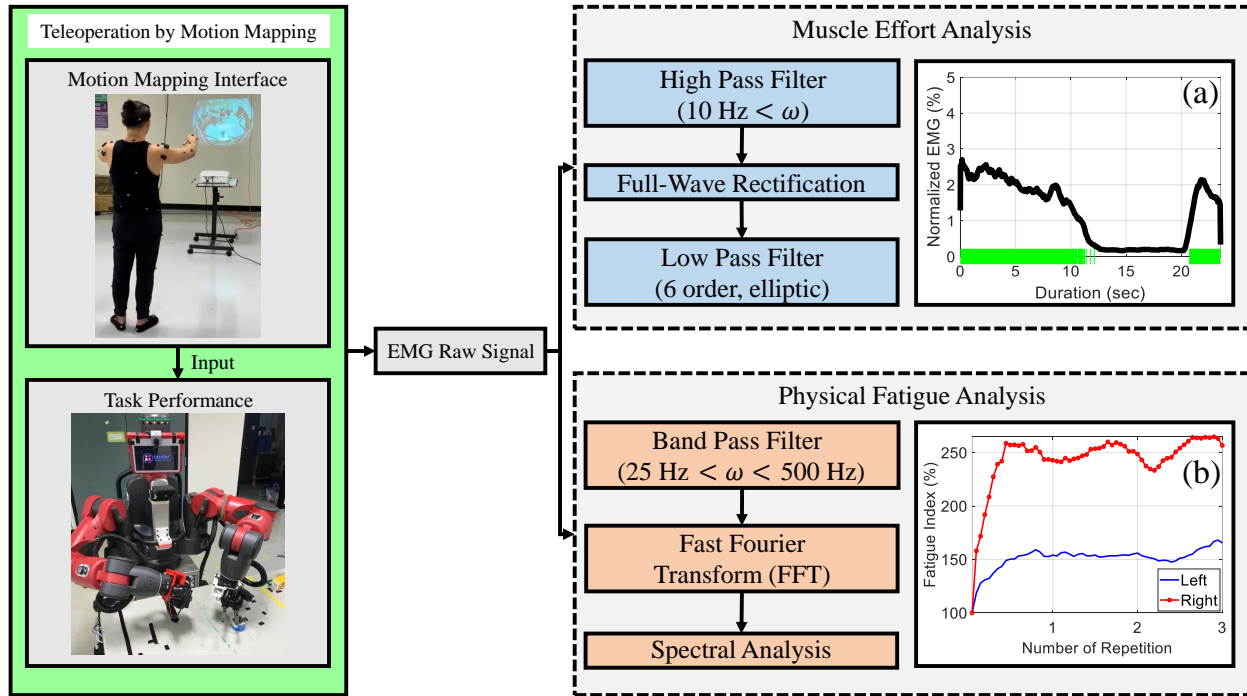 Teleoperation by Motion Mapping
Motion Mapping Interface
Input
Task Performance
EMG Raw Signal
Muscle Effort Analysis
High Pass Filter
(10 Hz < ω)
Full-Wave Rectification
Low Pass Filter
(6 order, elliptic)
(a)
Normalized EMG (%)
5
4
3
2
1
0
0 5 10 15 20
Duration (sec)
Physical Fatigue Analysis
Band Pass Filter
(25 Hz < ω < 500 Hz)
Fast Fourier
Transform (FFT)
Spectral Analysis
(b)
Fatigue Index (%)
250
200
150
100
Left
Right
1 2 3
Number of Repetition